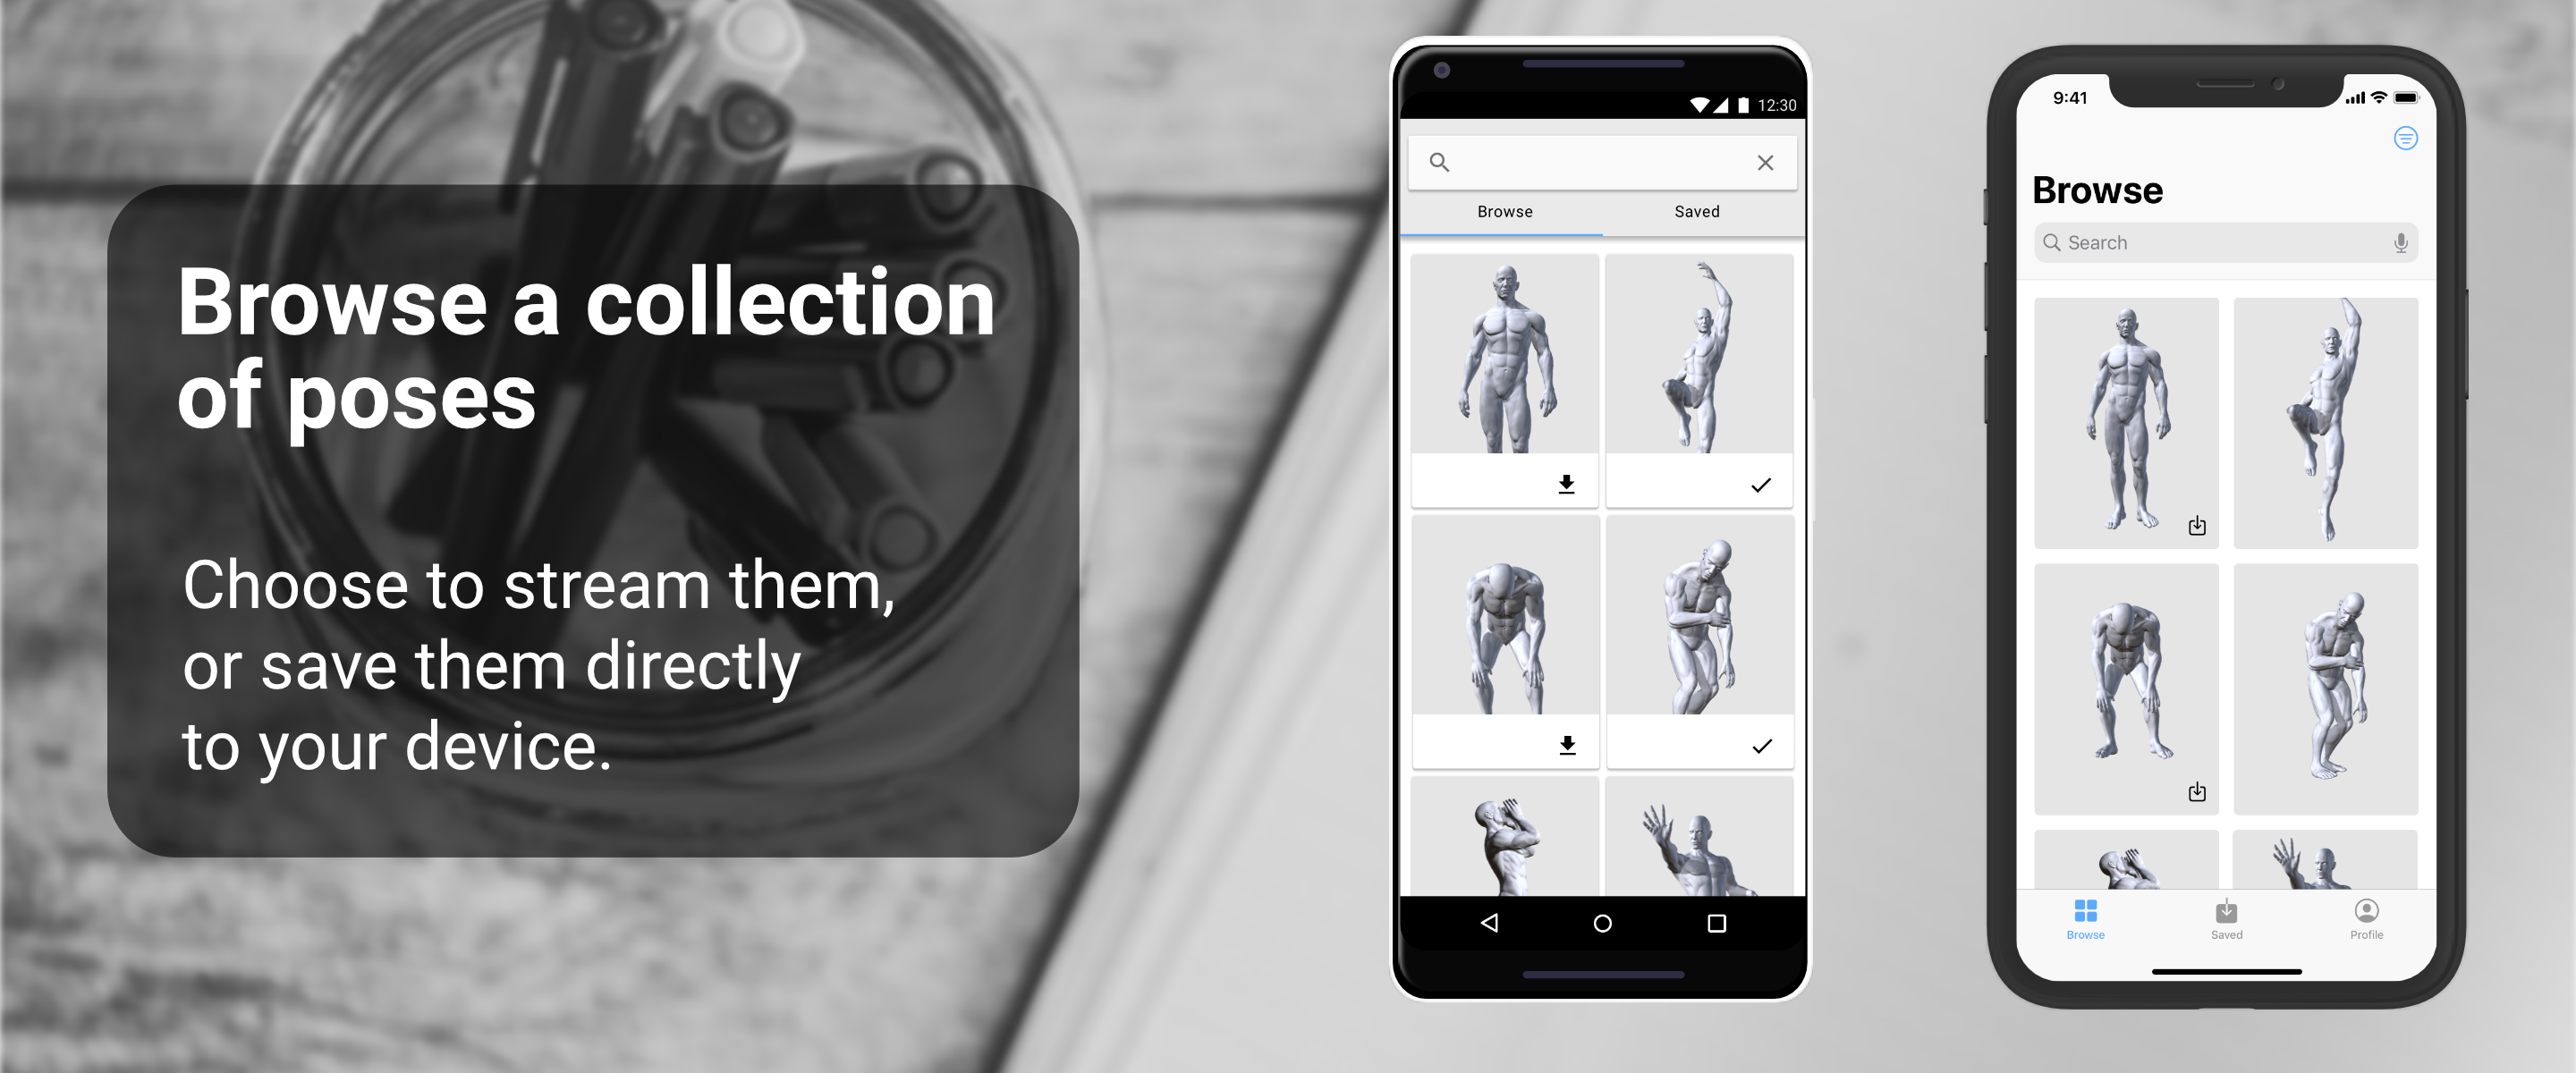 Browse a collection
of poses
Choose to stream them,
or save them directly
to your device.
12:30
Browse
Saved
9:41
Browse
Search
Browse
Saved
Profile